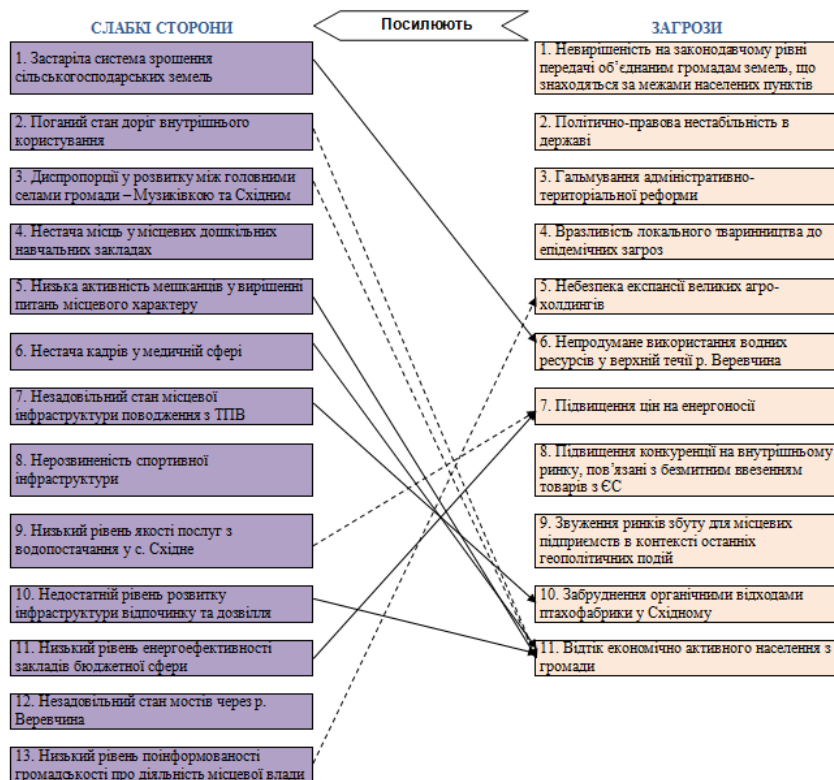 Посилюють
СЛАБКІ СТОРОНИ
1. Застаріла система зрошення
сільськогосподарських земель
2. Поганий стан доріг внутрішнього
користування
3. Диспропорції у розвитку між головними
селами громади – Музиківкою та Східним
4. Нестача місць у місцевих дошкільних
навчальних закладах
5. Низька активність мешканців у вирішенні
питань місцевого характеру
6. Нестача кадрів у медичній сфері
7. Незадовільний стан місцевої
інфраструктури поводження з ТПВ
8. Нерозвиненість спортивної
інфраструктури
9. Низький рівень якості послуг з
водопостачання у с. Східне
10. Недостатній рівень розвитку
інфраструктури відпочинку та дозвілля
11. Низький рівень енергоефективності
закладів бюджетної сфери
12. Незадовільний стан мостів через р.
Веревчина
13. Низький рівень поінформованості
громадськості про діяльність місцевої влади
ЗАГРОЗИ
1. Невирішеність на законодавчому рівні
передачі об’єднаним громадам земель, що
знаходяться за межами населених пунктів
2. Політично-правова нестабільність в
державі
3. Гальмування адміністративно-
територіальної реформи
4. Вразливість локального тваринництва до
епідемічних загроз
5. Небезпека експансії великих агро-
холдингів
6. Непродумане використання водних
ресурсів у верхній течії р. Веревчина
7. Підвищення цін на енергоносії
8. Підвищення конкуренції на внутрішньому
ринку, пов’язані з безмитним ввезенням
товарів з ЄС
9. Звуження ринків збуту для місцевих
підприємств в контексті останніх
геополітичних подій
10. Забруднення органічними відходами
птахофабрики у Східному
11. Відтік економічно активного населення з
громади